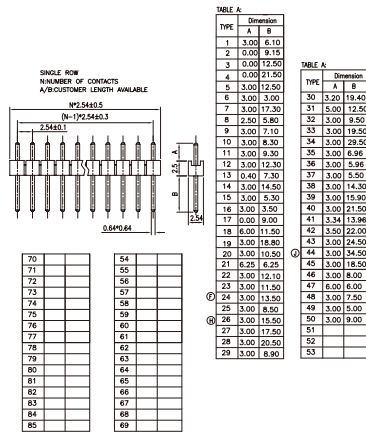 SINGLE ROW
N:NUMBER OF CONTACTS
A/B:CUSTOMER LENGTH AVAILABLE
N*2.54±0.5
(N-1)*2.54±0.3
2.54±0.1
A
2.5
B
0.64*0.64
2.54
TABLE A:
TYPE Dimension
A B
1 3.00 6.10
2 0.00 9.15
3 0.00 12.50
4 0.00 21.50
5 3.00 12.50
6 3.00 3.00
7 3.00 17.30
8 2.50 5.80
9 3.00 7.10
10 3.00 8.30
11 3.00 9.30
12 3.00 12.30
13 0.40 7.30
14 3.00 14.50
15 3.00 5.30
16 3.00 3.50
17 0.00 9.00
18 6.00 11.50
19 3.00 18.80
20 3.00 10.50
21 6.25 6.25
22 3.00 12.10
23 3.00 11.50
F 24 3.00 13.50
25 3.00 8.50
H 26 3.00 15.50
27 3.00 17.50
28 3.00 20.50
29 3.00 8.90
TABLE A:
TYPE Dimension
A B
30 3.20 19.40
31 5.00 12.50
32 3.00 9.50
33 3.00 19.50
34 3.00 29.50
35 3.00 6.96
36 3.00 5.96
37 3.00 5.50
38 3.00 14.30
39 3.00 15.90
40 3.00 21.50
41 3.34 13.96
42 3.50 22.00
43 3.00 24.50
J 44 3.00 34.50
45 3.00 18.50
46 3.00 8.00
47 6.00 6.00
48 3.00 7.50
49 3.00 5.00
50 3.00 9.00
51
52
53
54
55
56
57
58
59
60
61
62
63
64
65
66
67
68
69
70
71
72
73
74
75
76
77
78
79
80
81
82
83
84
85